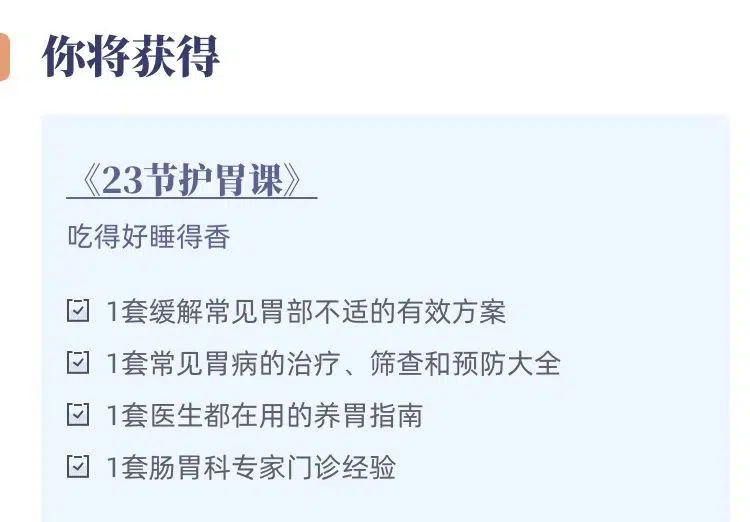 你将获得
《23节护胃课》
吃得好睡得香
1套缓解常见胃部不适的有效方案
1套常见胃病的治疗、筛查和预防大全
1套医生都在用的养胃指南
1套肠胃科专家门诊经验